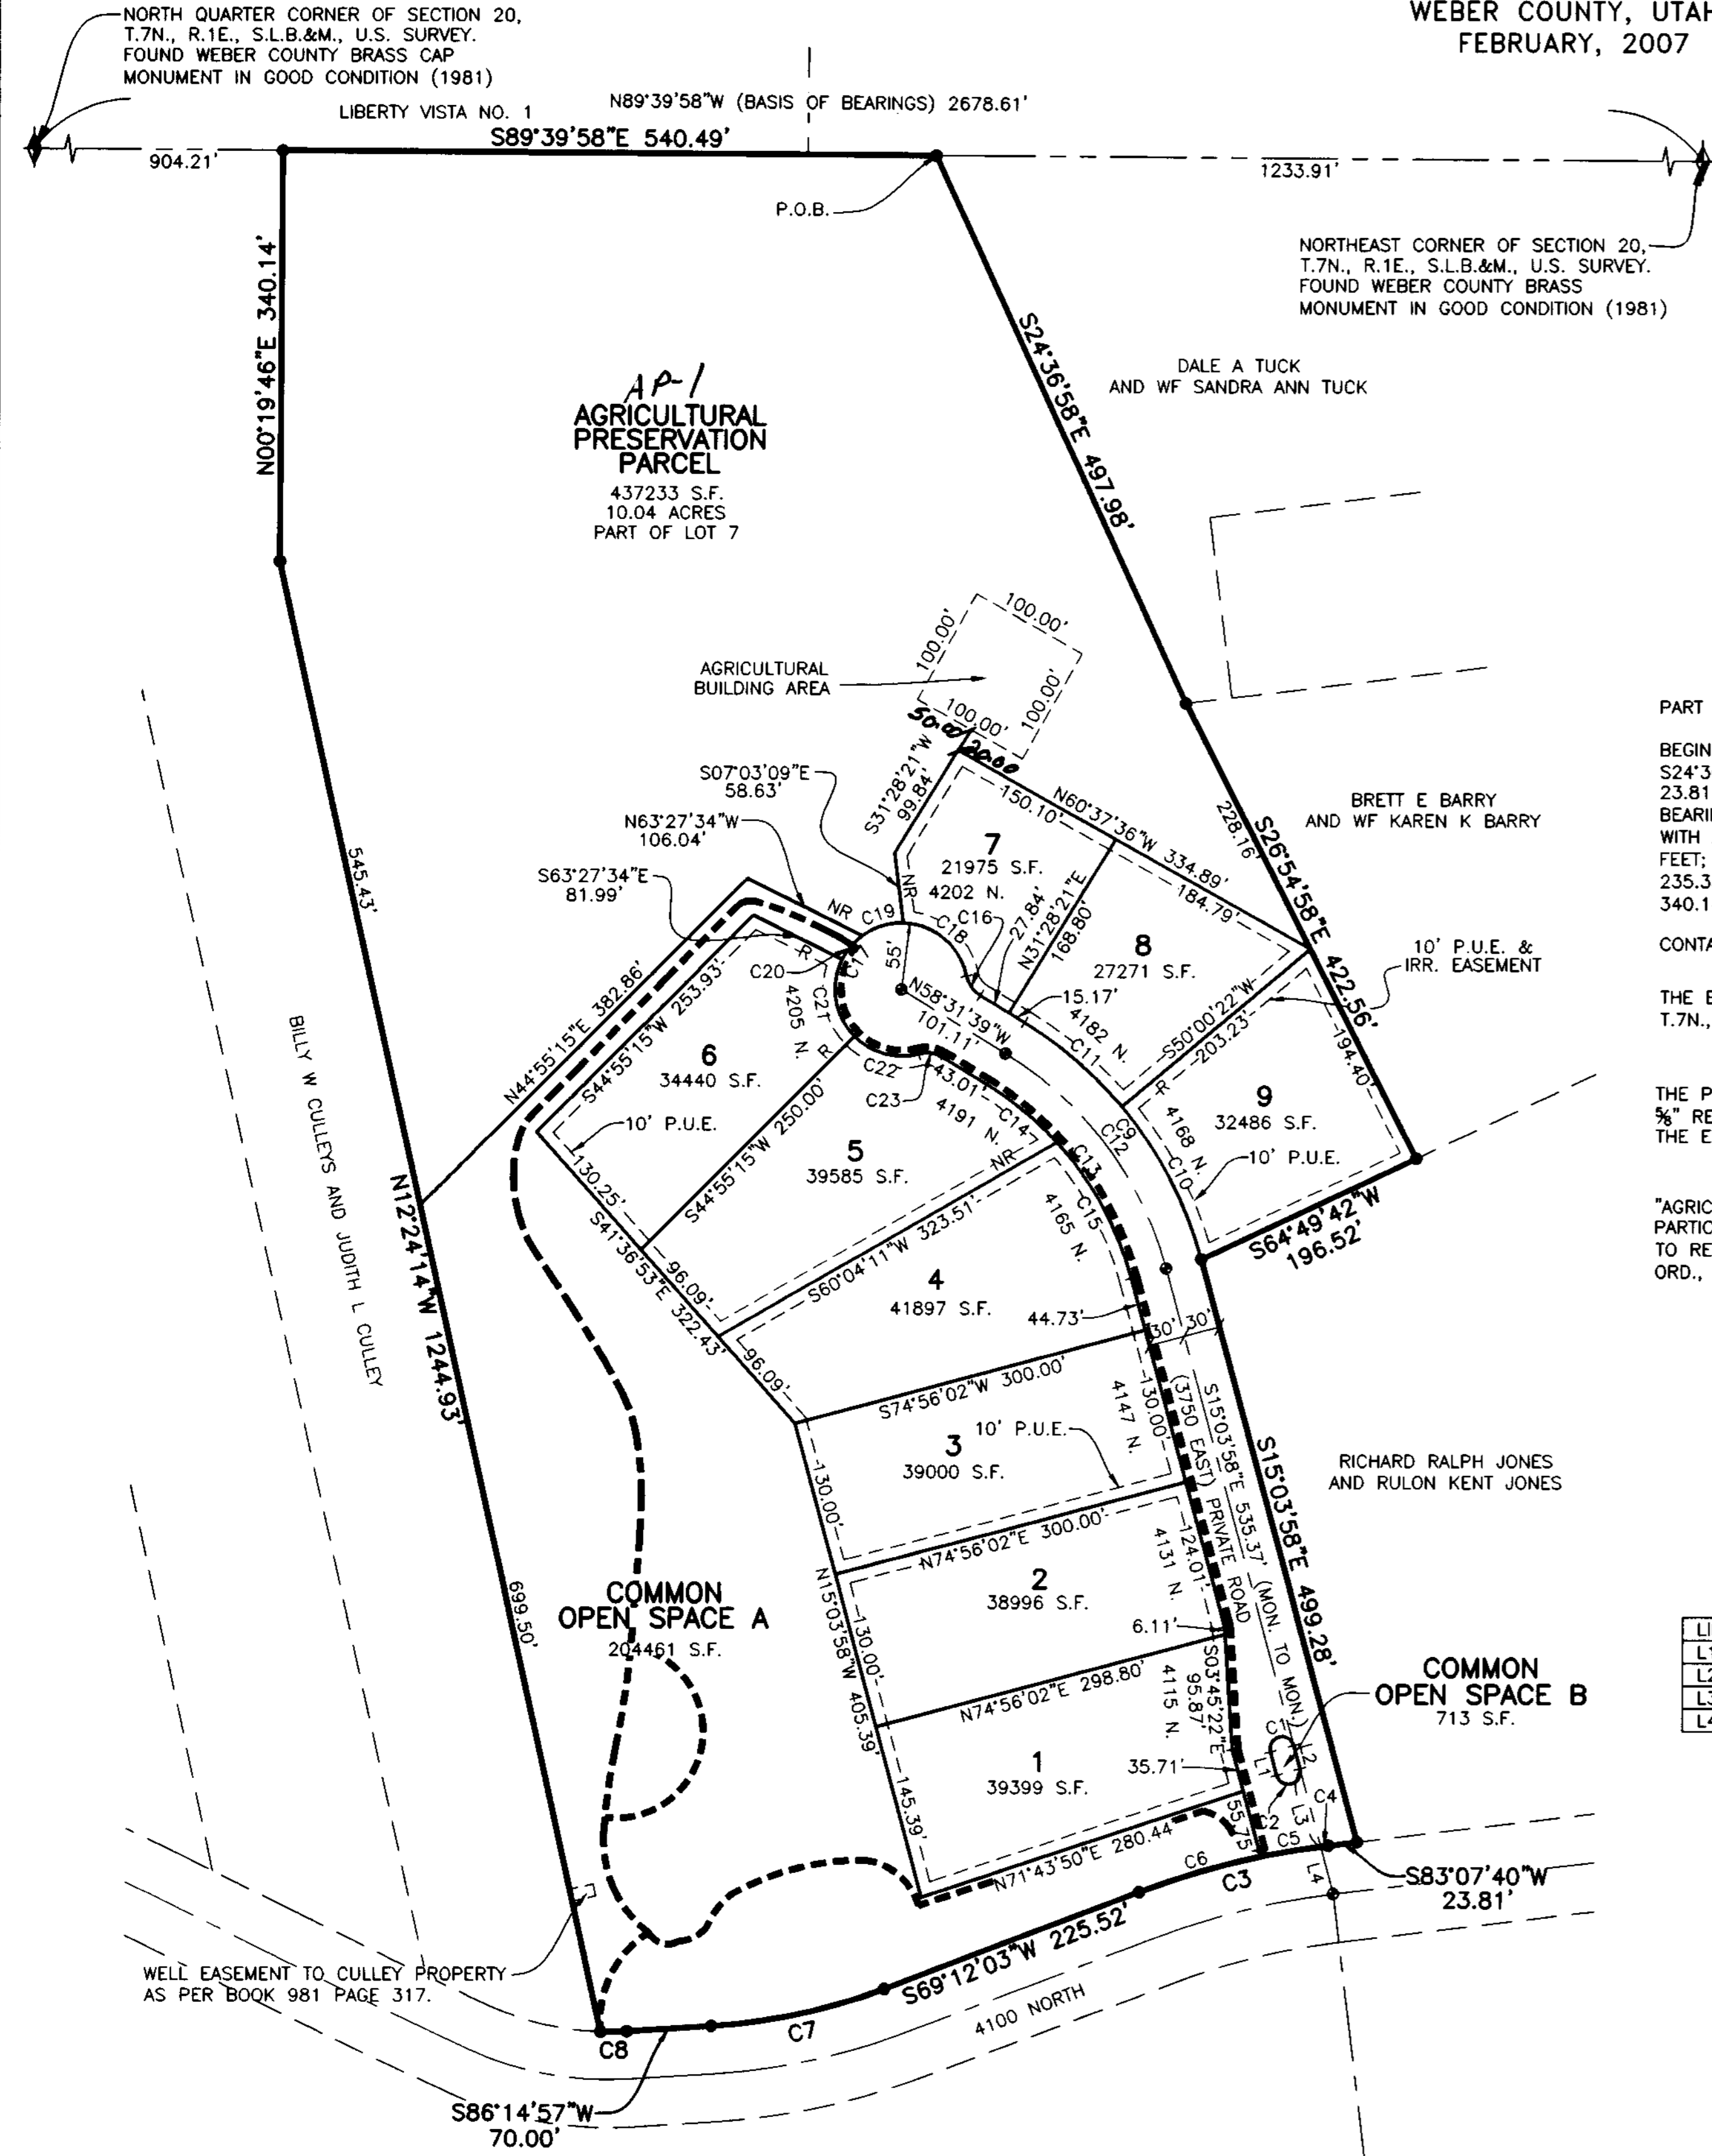 WEBER COUNTY, UTAH
FEBRUARY, 2007
NORTH QUARTER CORNER OF SECTION 20,
T.7N., R.1E., S.L.B.&M., U.S. SURVEY.
FOUND WEBER COUNTY BRASS CAP
MONUMENT IN GOOD CONDITION (1981)
LIBERTY VISTA NO. 1
N89°39'58"W (BASIS OF BEARINGS) 2678.61'
S89°39'58"E 540.49'
904.21'
1233.91'
P.O.B.
NORTHEAST CORNER OF SECTION 20,
T.7N., R.1E., S.L.B.&M., U.S. SURVEY.
FOUND WEBER COUNTY BRASS
MONUMENT IN GOOD CONDITION (1981)
N00°19'46"E 340.14'
S24°36'58"E 497.98'
DALE A TUCK
AND WF SANDRA ANN TUCK
AP-1
AGRICULTURAL
PRESERVATION
PARCEL
437233 S.F.
10.04 ACRES
PART OF LOT 7
100.00'
100.00'
100.00'
100.00'
AGRICULTURAL
BUILDING AREA
50.00
20.00
S07°03'09"E
58.63'
S31°28'21"W
99.84'
N63°27'34"W
106.04'
S63°27'34"E
81.99'
N60°37'36"W 334.89'
150.10'
184.79'
228.16'
S26°54'58"E 422.56'
194.40'
BRETT E BARRY
AND WF KAREN K BARRY
PART
BEGIN
S24°3
23.81
BEARI
WITH
FEET;
235.3
340.1
CONTA
THE E
T.7N.,
THE P
5/8" RE
THE E
"AGRIC
PARTIC
TO RE
ORD.,
7
21975 S.F.
4202 N.
NR
NR
C19
C16
C18
27.84'
N31°28'21"E
168.80'
8
27271 S.F.
15.17'
4182 N.
C11
S50°00'22"W
203.23'
R
10' P.U.E. &
IRR. EASEMENT
545.43'
N44°55'15"E 382.86'
S44°55'15"W 253.93'
R
C20
C17
55'
C21
4205 N.
R
N58°31'39"W
101.11'
C22
C23
43.01'
4191 N.
C14
6
34440 S.F.
10' P.U.E.
9
32486 S.F.
4168 N.
10' P.U.E.
C9
C12
C10
C13
C15
4165 N.
S64°49'42"W
196.52'
5
39585 S.F.
S44°55'15"W 250.00'
NR
S60°04'11"W 323.51'
130.25'
S41°36'53"E 322.43'
96.09'
96.09'
4
41897 S.F.
44.73'
30' 30'
BILLY W CULLEYS AND JUDITH L CULLEY
N12°24'14"W 1244.93'
S74°56'02"W 300.00'
3
39000 S.F.
10' P.U.E.
4147 N.
130.00'
130.00'
S15°03'58"E 535.37' (MON. TO MON.)
(3750 EAST) PRIVATE ROAD
S15°03'58"E 499.28'
RICHARD RALPH JONES
AND RULON KENT JONES
N74°56'02"E 300.00'
2
38996 S.F.
4131 N.
124.01'
6.11'
130.00'
N15°03'58"W 405.39'
COMMON
OPEN SPACE A
204461 S.F.
699.50'
N74°56'02"E 298.80'
1
39399 S.F.
4115 N.
S03°45'22"E
95.87'
35.71'
145.39'
COMMON
OPEN SPACE B
713 S.F.
C1
L1
L2
C2
L3
C4
55.75
C5
L4
N71°43'50"E 280.44
C6
C3
S83°07'40"W
23.81'
S69°12'03"W 225.52'
4100 NORTH
WELL EASEMENT TO CULLEY PROPERTY
AS PER BOOK 981 PAGE 317.
C7
C8
S86°14'57"W
70.00'
LI
L1
L2
L3
L4